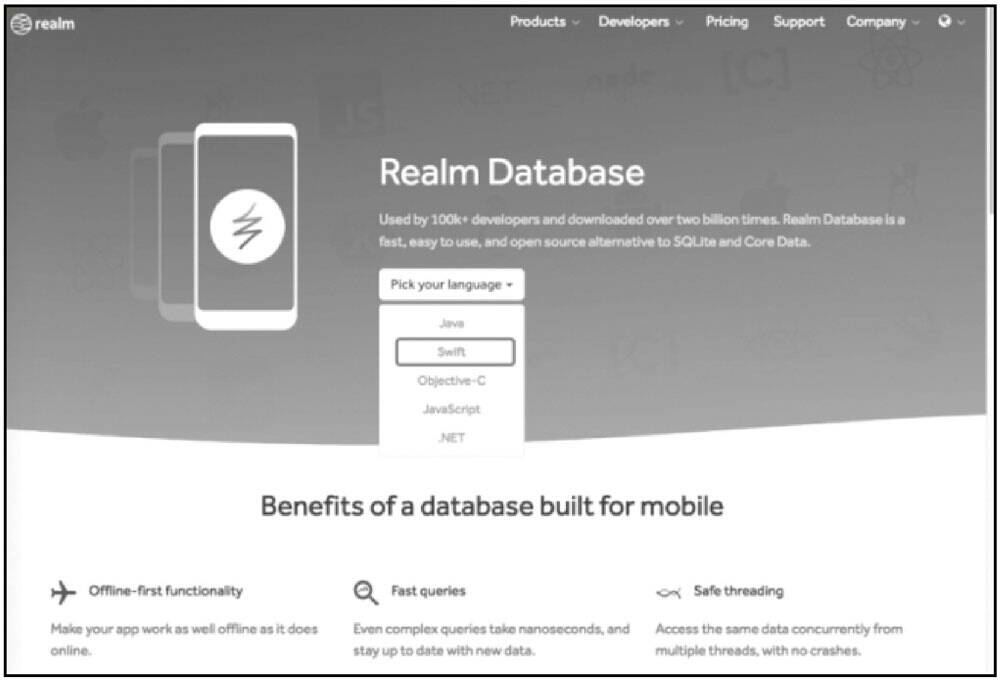 realm
Products
Developers
Pricing
Support
Company
JS
.NET
node
[C]
Realm Database
Used by 100k+ developers and downloaded over two billion times. Realm Database is a
fast, easy to use, and open source alternative to SQLite and Core Data.
Pick your language
Java
Swift
Objective-C
JavaScript
.NET
[C]
Benefits of a database built for mobile
Offline-first functionality
Make your app work as well offline as it does
online.
Fast queries
Even complex queries take nanoseconds, and
stay up to date with new data.
Safe threading
Access the same data concurrently from
multiple threads, with no crashes.